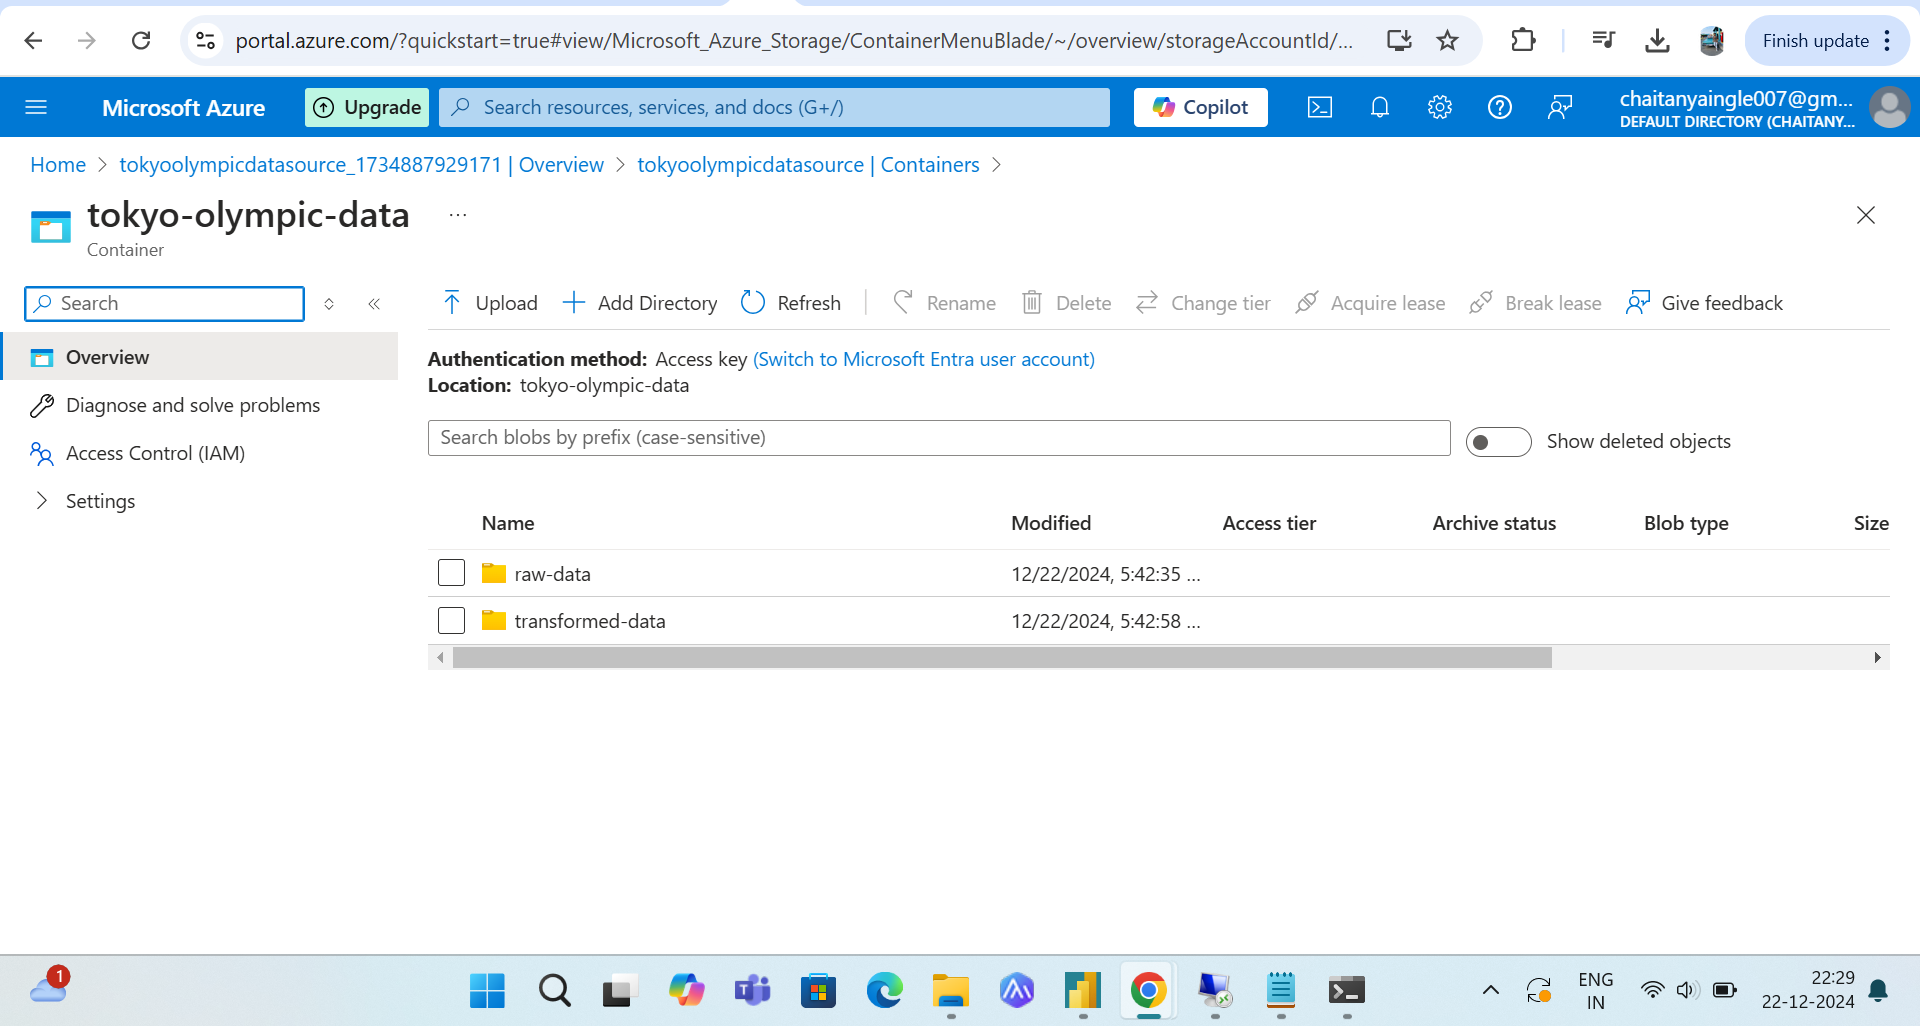 portal.azure.com/?quickstart=true#view/Microsoft_Azure_Storage/ContainerMenuBlade/~/overview/storageAccountId/...
Finish update
Microsoft Azure
Upgrade
Search resources, services, and docs (G+/)
Copilot
chaitanyaingle007@gm...
DEFAULT DIRECTORY (CHAITANY...
Home > tokyoolympicdatasource_1734887929171 | Overview > tokyoolympicdatasource | Containers >
tokyo-olympic-data ...
Container
Search
Overview
Diagnose and solve problems
Access Control (IAM)
Settings
Upload
Add Directory
Refresh
Rename
Delete
Change tier
Acquire lease
Break lease
Give feedback
Authentication method: Access key (Switch to Microsoft Entra user account)
Location: tokyo-olympic-data
Search blobs by prefix (case-sensitive)
Show deleted objects
Name Modified Access tier Archive status Blob type Size
raw-data 12/22/2024, 5:42:35 ...
transformed-data 12/22/2024, 5:42:58 ...
1
ENG
IN
22:29
22-12-2024